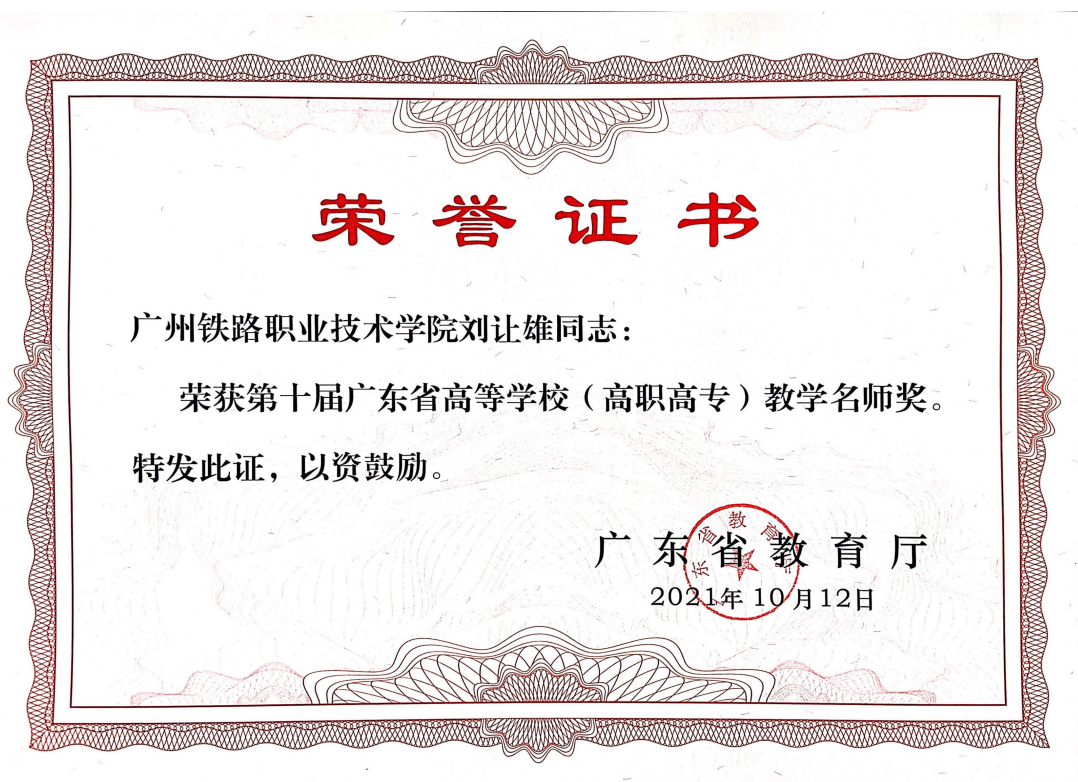 荣誉证书
广州铁路职业技术学院刘让雄同志：
荣获第十届广东省高等学校（高职高专）教学名师奖。
特发此证，以资鼓励。
广东省教育厅
2021年10月12日